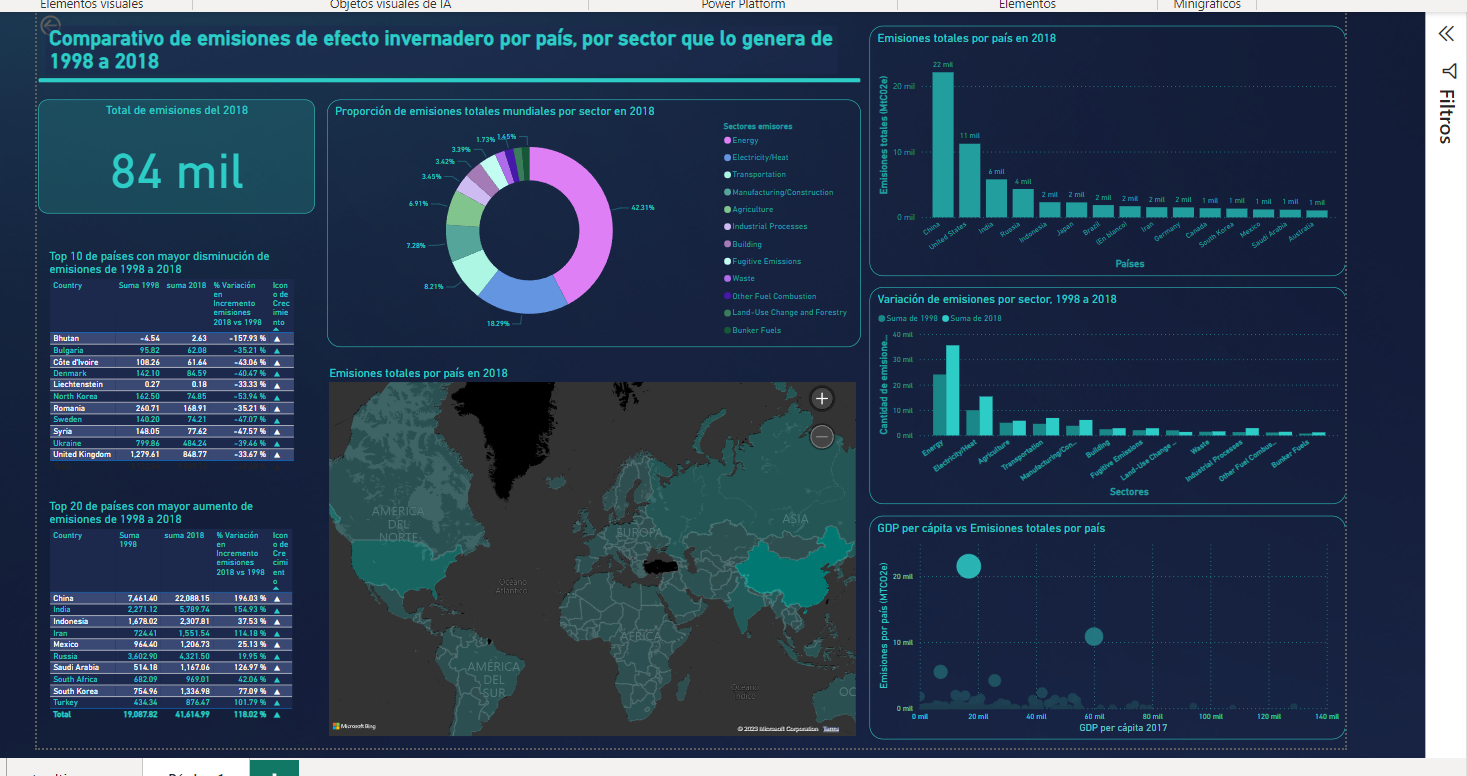 Elementos visuales
Objetos visuales de IA
Power Platform
Elementos
Minigráficos
Comparativo de emisiones de efecto invernadero por país, por sector que lo genera de
1998 a 2018
Total de emisiones del 2018
84 mil
Proporción de emisiones totales mundiales por sector en 2018
1.73% 1.45%
3.39%
3.42%
3.45%
6.91%
7.28%
8.21%
18.29%
42.31%
Sectores emisores
Energy
Electricity/Heat
Transportation
Manufacturing/Construction
Agriculture
Industrial Processes
Building
Fugitive Emissions
Waste
Other Fuel Combustion
Land-Use Change and Forestry
Bunker Fuels
Top 10 de países con mayor disminución de
emisiones de 1998 a 2018
Country Suma 1998 suma 2018 % Variación Icon
en o de
Incremento Crec
emisiones imie
2018 vs 1998 nto
Bhutan -4.54 2.63 -157.93 %
Bulgaria 95.82 62.08 -35.21 %
Côte d'Ivoire 108.26 61.64 -43.06 %
Denmark 142.10 84.59 -40.47 %
Liechtenstein 0.27 0.18 -33.33 %
North Korea 162.50 74.85 -53.94 %
Romania 260.71 168.91 -35.21 %
Sweden 140.20 74.21 -47.07 %
Syria 148.05 77.62 -47.57 %
Ukraine 799.86 484.24 -39.46 %
United Kingdom 1,279.61 848.77 -33.67 %
Top 20 de países con mayor aumento de
emisiones de 1998 a 2018
Country Suma suma 2018 % Variación Icon
1998 en o de
Incremento Cre
emisiones cimi
2018 vs 1998 ent
o
China 7,461.40 22,088.15 196.03 %
India 2,271.12 5,789.74 154.93 %
Indonesia 1,678.02 2,307.81 37.53 %
Iran 724.41 1,551.54 114.18 %
Mexico 964.40 1,206.73 25.13 %
Russia 3,602.90 4,321.50 19.95 %
Saudi Arabia 514.18 1,167.06 126.97 %
South Africa 682.09 969.01 42.06 %
South Korea 754.96 1,336.98 77.09 %
Turkey 434.34 876.47 101.79 %
Total 19,087.82 41,614.99 118.02 %
Emisiones totales por país en 2018
AMÉRICA
DEL
NORTE
EUROPA
ASIA
Océano
Atlántico
ÁFRICA
AMÉRICA
DEL
SUR
Océano
Índico
OC
Microsoft Bing
© 2023 Microsoft Corporation Terms
Emisiones totales por país en 2018
Emisiones totales (MtCO2e)
20 mil
10 mil
0 mil
22 mil
11 mil
6 mil
4 mil
2 mil
2 mil
2 mil
2 mil
2 mil
2 mil
1 mil
1 mil
1 mil
1 mil
1 mil
China
United States
India
Russia
Indonesia
Japan
Brazil
(En blanco)
Iran
Germany
Canada
South Korea
Mexico
Saudi Arabia
Australia
Países
Variación de emisiones por sector, 1998 a 2018
Suma de 1998 Suma de 2018
Cantidad de emisione...
40 mil
30 mil
20 mil
10 mil
0 mil
Energy
Electricity/Heat
Agriculture
Transportation
Manufacturing/Con...
Building
Fugitive Emissions
Land-Use Change ...
Waste
Industrial Processes
Other Fuel Combus...
Bunker Fuels
Sectores
GDP per cápita vs Emisiones totales por país
Emisiones por país (MTCO2e)
20 mil
10 mil
0 mil
0 mil 20 mil 40 mil 60 mil 80 mil 100 mil 120 mil 140 mil
GDP per cápita 2017
Filtros